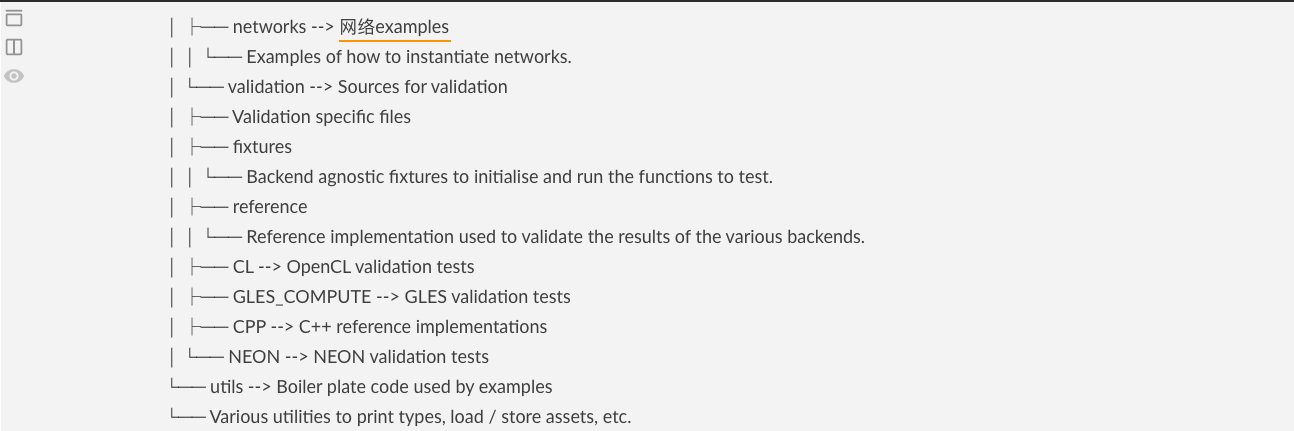 │ ├── networks --> 网络examples
│ │ └── Examples of how to instantiate networks.
│ └── validation --> Sources for validation
│ ├── Validation specific files
│ ├── fixtures
│ │ └── Backend agnostic fixtures to initialise and run the functions to test.
│ ├── reference
│ │ └── Reference implementation used to validate the results of the various backends.
│ ├── CL --> OpenCL validation tests
│ ├── GLES_COMPUTE --> GLES validation tests
│ ├── CPP --> C++ reference implementations
│ └── NEON --> NEON validation tests
└── utils --> Boiler plate code used by examples
└── Various utilities to print types, load / store assets, etc.